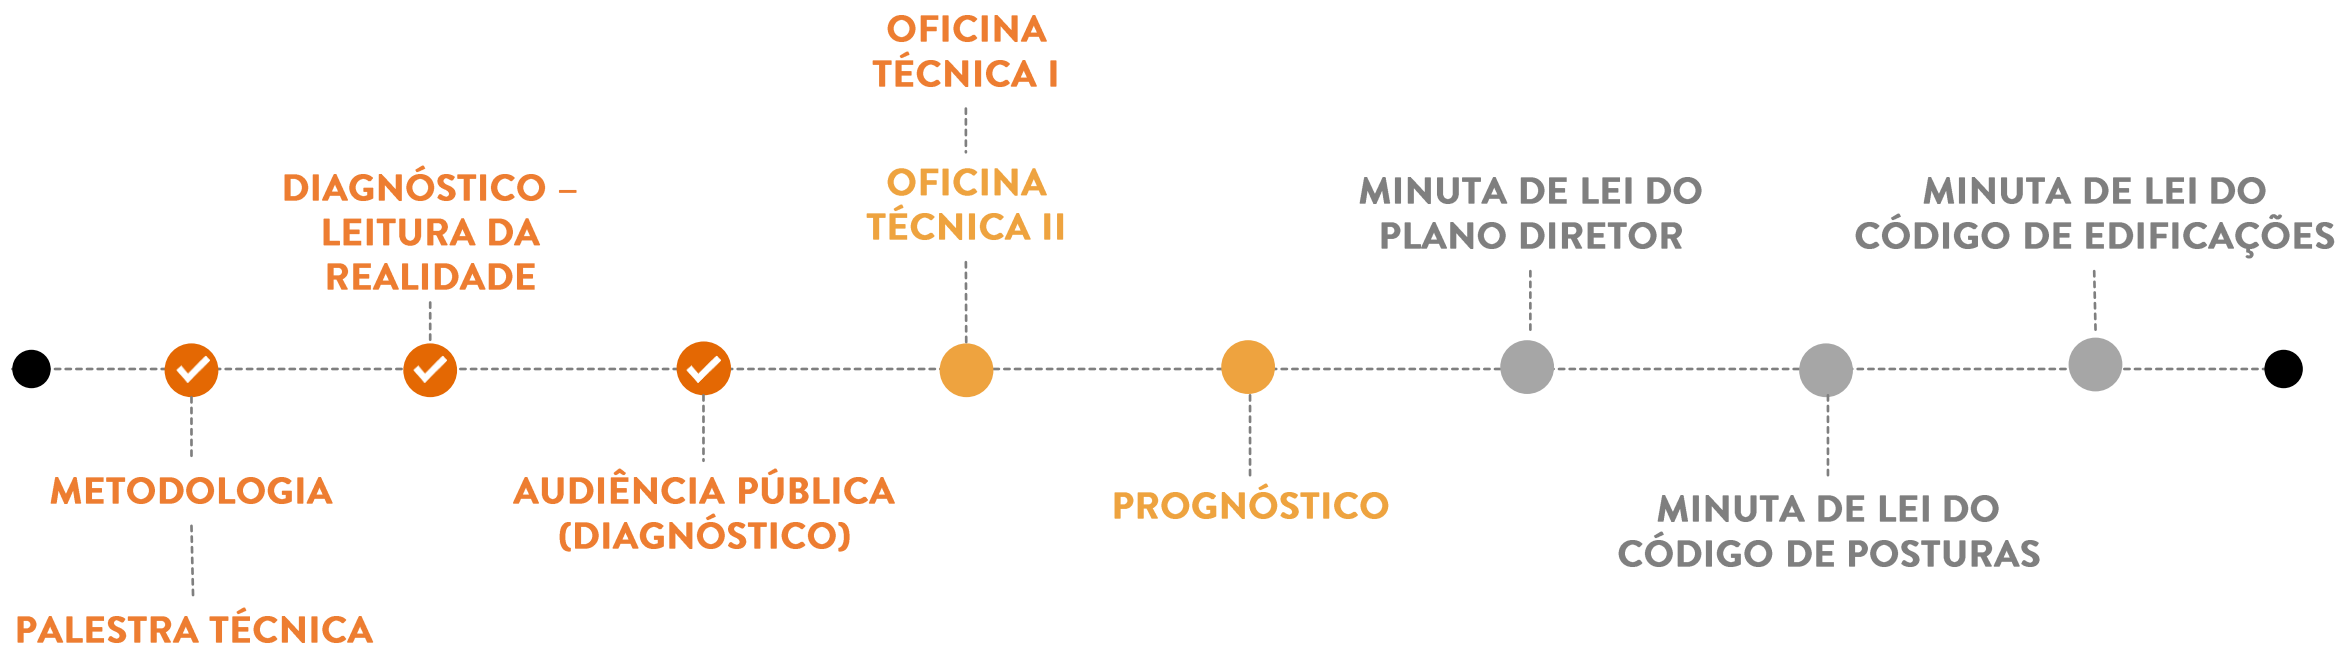 OFICINA
TÉCNICA I
OFICINA
TÉCNICA II
DIAGNÓSTICO –
LEITURA DA
REALIDADE
MINUTA DE LEI DO
PLANO DIRETOR
MINUTA DE LEI DO
CÓDIGO DE EDIFICAÇÕES
METODOLOGIA
PALESTRA TÉCNICA
AUDIÊNCIA PÚBLICA
(DIAGNÓSTICO)
PROGNÓSTICO
MINUTA DE LEI DO
CÓDIGO DE POSTURAS